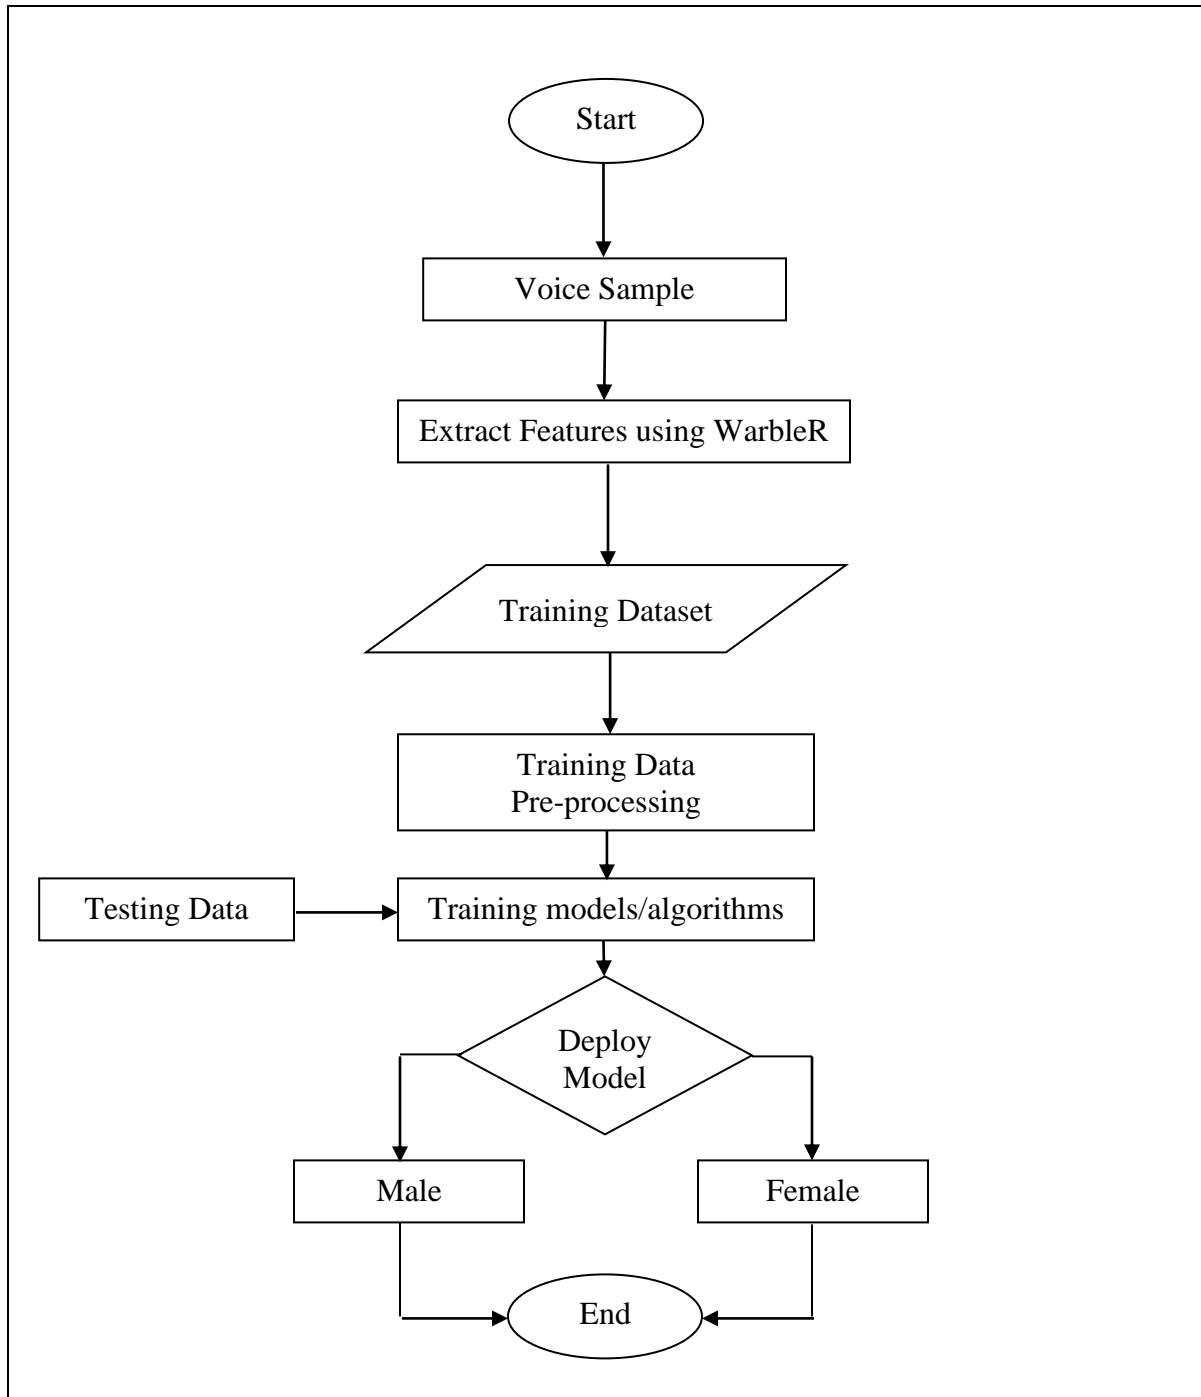 Start
Voice Sample
Extract Features using WarbleR
Training Dataset
Training Data
Pre-processing
Testing Data
Training models/algorithms
Deploy
Model
Male
Female
End